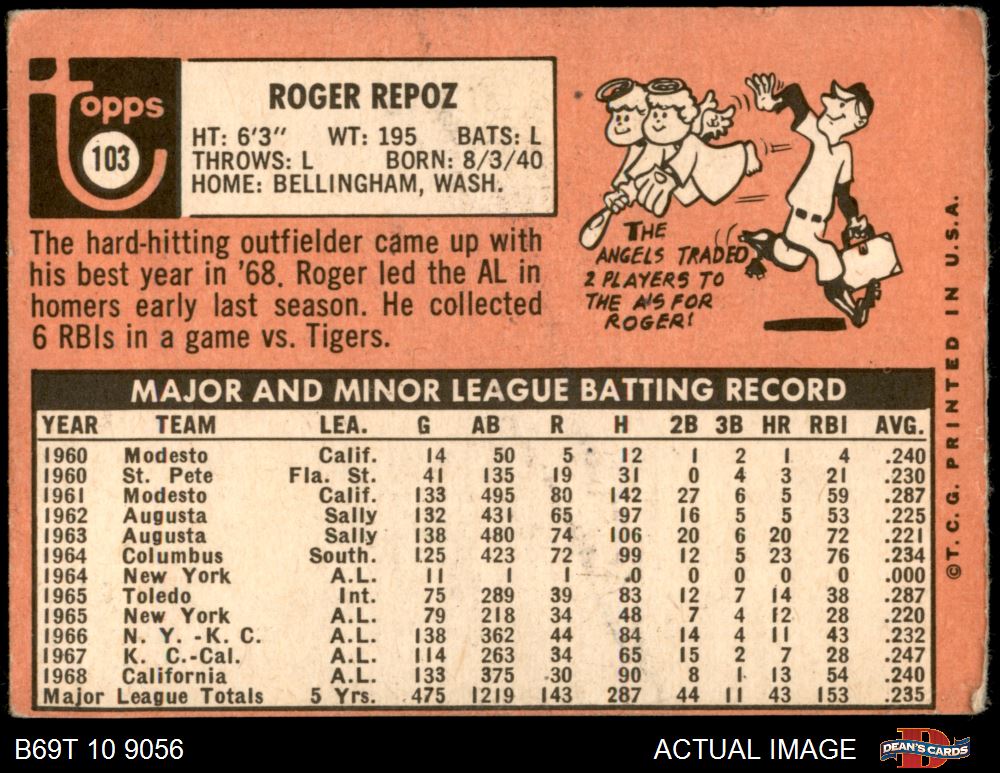 topps
103
ROGER REPOZ
HT: 6'3" WT: 195 BATS: L
THROWS: L BORN: 8/3/40
HOME: BELLINGHAM, WASH.
The hard-hitting outfielder came up with
his best year in '68. Roger led the AL in
homers early last season. He collected
6 RBIs in a game vs. Tigers.
THE
ANGELS TRADED
2 PLAYERS TO
THE A'S FOR
ROGER!
©T.C.G. PRINTED IN U.S.A.
MAJOR AND MINOR LEAGUE BATTING RECORD
YEAR TEAM LEA. G AB R H 2B 3B HR RBI AVG.
1960 Modesto Calif. 14 50 5 12 1 2 1 4 .240
1960 St. Pete Fla. St. 41 135 19 31 0 4 3 21 .230
1961 Modesto Calif. 133 495 80 142 27 6 5 59 .287
1962 Augusta Sally 132 431 65 97 16 5 5 53 .225
1963 Augusta Sally 138 480 74 106 20 6 20 72 .221
1964 Columbus South. 125 423 72 99 12 5 23 76 .234
1964 New York A.L. 11 1 1 0 0 0 0 0 .000
1965 Toledo Int. 75 289 39 83 12 7 14 38 .287
1965 New York A.L. 79 218 34 48 7 4 12 28 .220
1966 N. Y. -K. C. A.L. 138 362 44 84 14 4 11 43 .232
1967 K. C.-Cal. A.L. 114 263 34 65 15 2 7 28 .247
1968 California A.L. 133 375 30 90 8 1 13 54 .240
Major League Totals 5 Yrs. 475 1219 143 287 44 11 43 153 .235
B69T 10 9056
ACTUAL IMAGE
DEAN'S CARDS